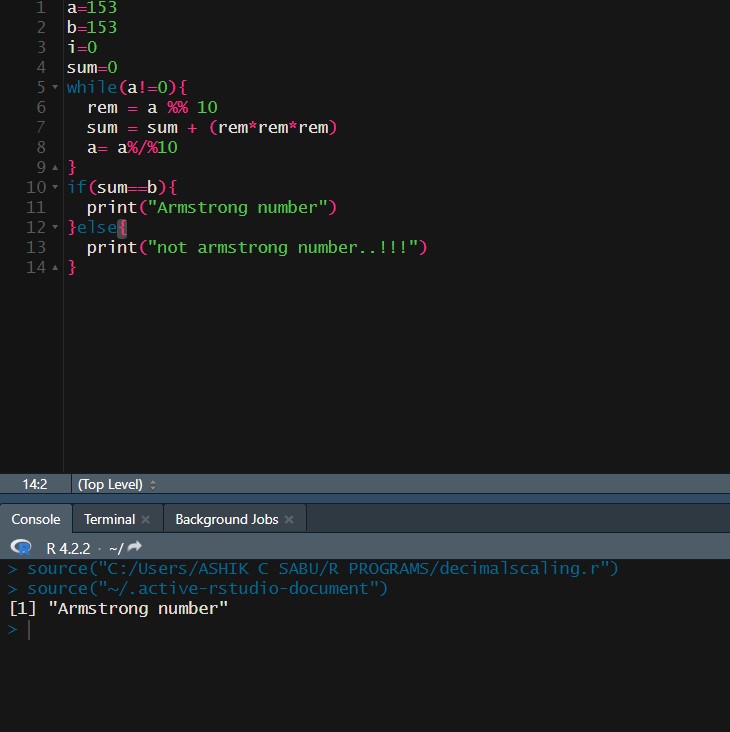 1 a=153
2 b=153
3 i=0
4 sum=0
5 while(a!=0){
6 rem = a %% 10
7 sum = sum + (rem*rem*rem)
8 a= a%/%10
9 }
10 if(sum==b){
11 print("Armstrong number")
12 }else{
13 print("not armstrong number..!!!")
14 }
14:2 (Top Level)
Console Terminal Background Jobs
R R 4.2.2 · ~/
> source("C:/Users/ASHIK C SABU/R PROGRAMS/decimalscaling.r")
> source("~/.active-rstudio-document")
[1] "Armstrong number"
>